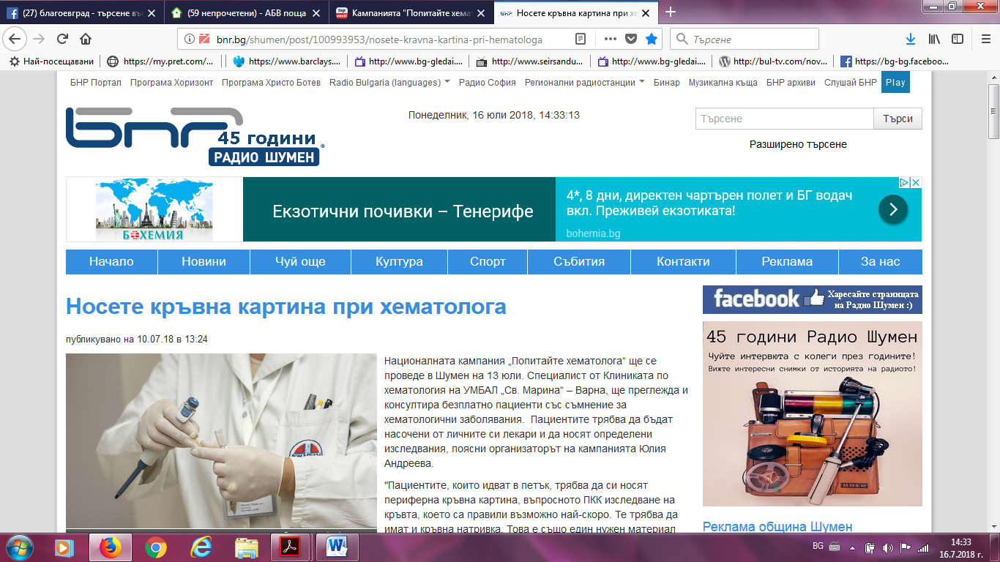 (27) благоевград - търсене във
(59 непрочетени) - АБВ поща
Кампанията "Попитайте хемат
Носете кръвна картина при хе
bnr.bg/shumen/post/100993953/nosete-kravna-kartina-pri-hematologa
Търсене
Най-посещавани
https://my.pret.com/...
https://www.barclays....
http://www.bg-gledai....
http://www.seirsandu...
http://www.bg-gledai....
http://bul-tv.com/nov...
https://bg-bg.faceboo...
БНР Портал Програма Хоризонт Програма Христо Ботев Radio Bulgaria (languages) Радио София Регионални радиостанции Бинар Музикална къща БНР архиви Слушай БНР Play
бнр
45 години
РАДИО ШУМЕН
Понеделник, 16 юли 2018, 14:33:13
Търсене Търси
Разширено търсене
БОХЕМИЯ
Екзотични почивки – Тенерифе
4*, 8 дни, директен чартърен полет и БГ водач
вкл. Преживей екзотиката!
bohemia.bg
Начало Новини Чуй още Култура Спорт Събития Контакти Реклама За нас
Носете кръвна картина при хематолога
публикувано на 10.07.18 в 13:24
Националната кампания „Попитайте хематолога“ ще се
проведе в Шумен на 13 юли. Специалист от Клиниката по
хематология на УМБАЛ „Св. Марина“ – Варна, ще преглежда и
консултира безплатно пациенти със съмнение за
хематологични заболявания. Пациентите трябва да бъдат
насочени от личните си лекари и да носят определени
изследвания, поясни организаторът на кампанията Юлия
Андреева.
"Пациентите, които идват в петък, трябва да си носят
периферна кръвна картина, въпросното ПКК изследване на
кръвта, което са правили възможно най-скоро. Те трябва да
имат и кръвна натривка. Това е също един нужен материал
facebook
Харесайте страницата
на Радио Шумен :)
45 години Радио Шумен
Чуйте интервюта с колеги през годините!
Вижте интересни снимки от историята на радиото!
Реклама община Шумен
BG
14:33
16.7.2018 г.